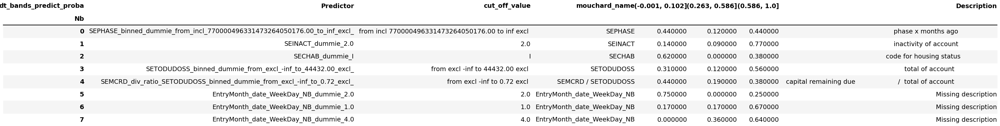 dt_bands_predict_proba Predictor cut_off_value mouchard_name (-0.001, 0.102] (0.263, 0.586] (0.586, 1.0] Description
Nb
0 SEPHASE_binned_dummie_from_incl_770000496331473264050176.00_to_inf_excl_ from incl 770000496331473264050176.00 to inf excl SEPHASE 0.440000 0.120000 0.440000 phase x months ago
1 SEINACT_dummie_2.0 2.0 SEINACT 0.140000 0.090000 0.770000 inactivity of account
2 SECHAB_dummie_I I SECHAB 0.620000 0.000000 0.380000 code for housing status
3 SETODUDOSS_binned_dummie_from_excl_-inf_to_44432.00_excl_ from excl -inf to 44432.00 excl SETODUDOSS 0.310000 0.120000 0.560000 total of account
4 SEMCRD_div_ratio_SETODUDOSS_binned_dummie_from_excl_-inf_to_0.72_excl_ from excl -inf to 0.72 excl SEMCRD / SETODUDOSS 0.440000 0.190000 0.380000 capital remaining due / total of account
5 EntryMonth_date_WeekDay_NB_dummie_2.0 2.0 EntryMonth_date_WeekDay_NB 0.750000 0.000000 0.250000 Missing description
6 EntryMonth_date_WeekDay_NB_dummie_1.0 1.0 EntryMonth_date_WeekDay_NB 0.170000 0.170000 0.670000 Missing description
7 EntryMonth_date_WeekDay_NB_dummie_4.0 4.0 EntryMonth_date_WeekDay_NB 0.000000 0.360000 0.640000 Missing description